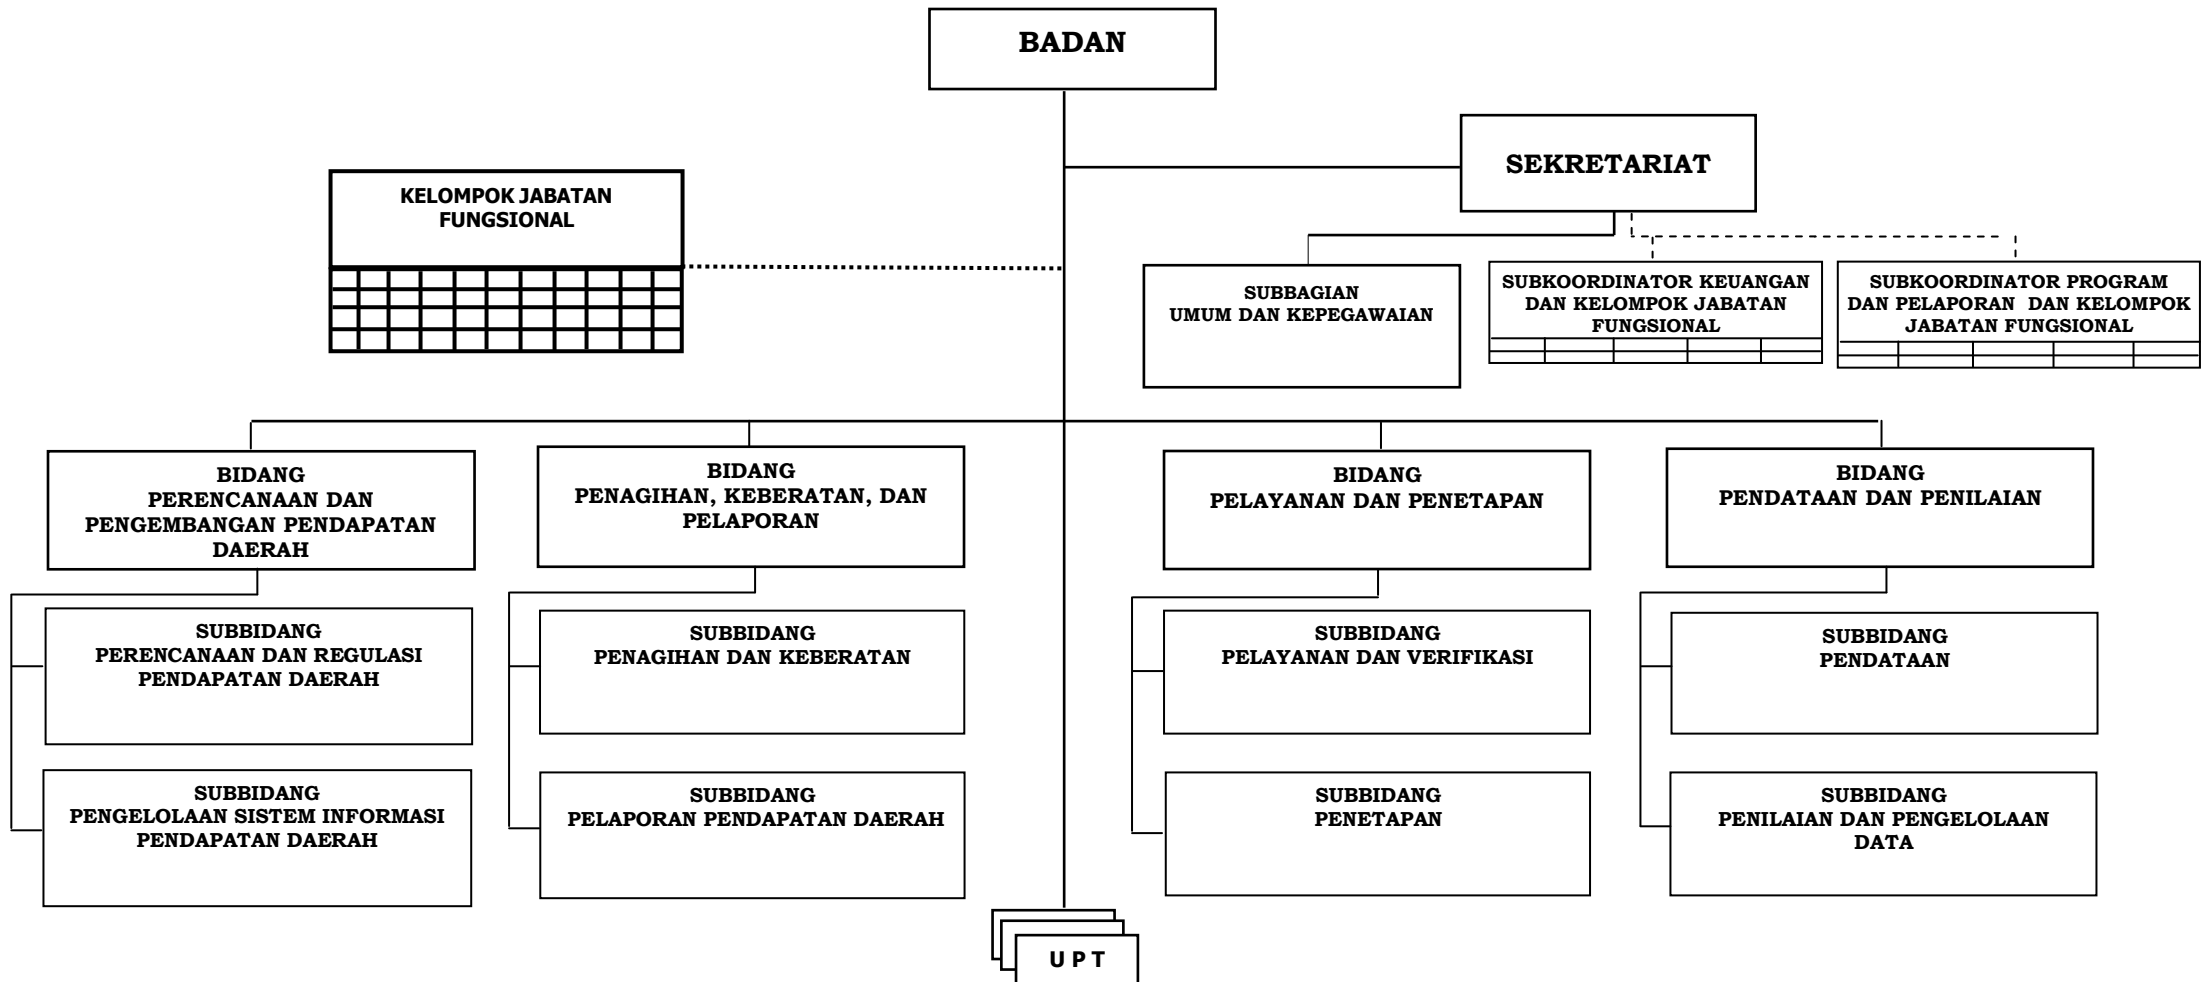 BADAN
SEKRETARIAT
KELOMPOK JABATAN
FUNGSIONAL
SUBBAGIAN
UMUM DAN KEPEGAWAIAN
SUBKOORDINATOR KEUANGAN
DAN KELOMPOK JABATAN
FUNGSIONAL
SUBKOORDINATOR PROGRAM
DAN PELAPORAN DAN KELOMPOK
JABATAN FUNGSIONAL
BIDANG
PERENCANAAN DAN
PENGEMBANGAN PENDAPATAN
DAERAH
BIDANG
PENAGIHAN, KEBERATAN, DAN
PELAPORAN
BIDANG
PELAYANAN DAN PENETAPAN
BIDANG
PENDATAAN DAN PENILAIAN
SUBBIDANG
PERENCANAAN DAN REGULASI
PENDAPATAN DAERAH
SUBBIDANG
PENAGIHAN DAN KEBERATAN
SUBBIDANG
PELAYANAN DAN VERIFIKASI
SUBBIDANG
PENDATAAN
SUBBIDANG
PENGELOLAAN SISTEM INFORMASI
PENDAPATAN DAERAH
SUBBIDANG
PELAPORAN PENDAPATAN DAERAH
SUBBIDANG
PENETAPAN
SUBBIDANG
PENILAIAN DAN PENGELOLAAN
DATA
U P T